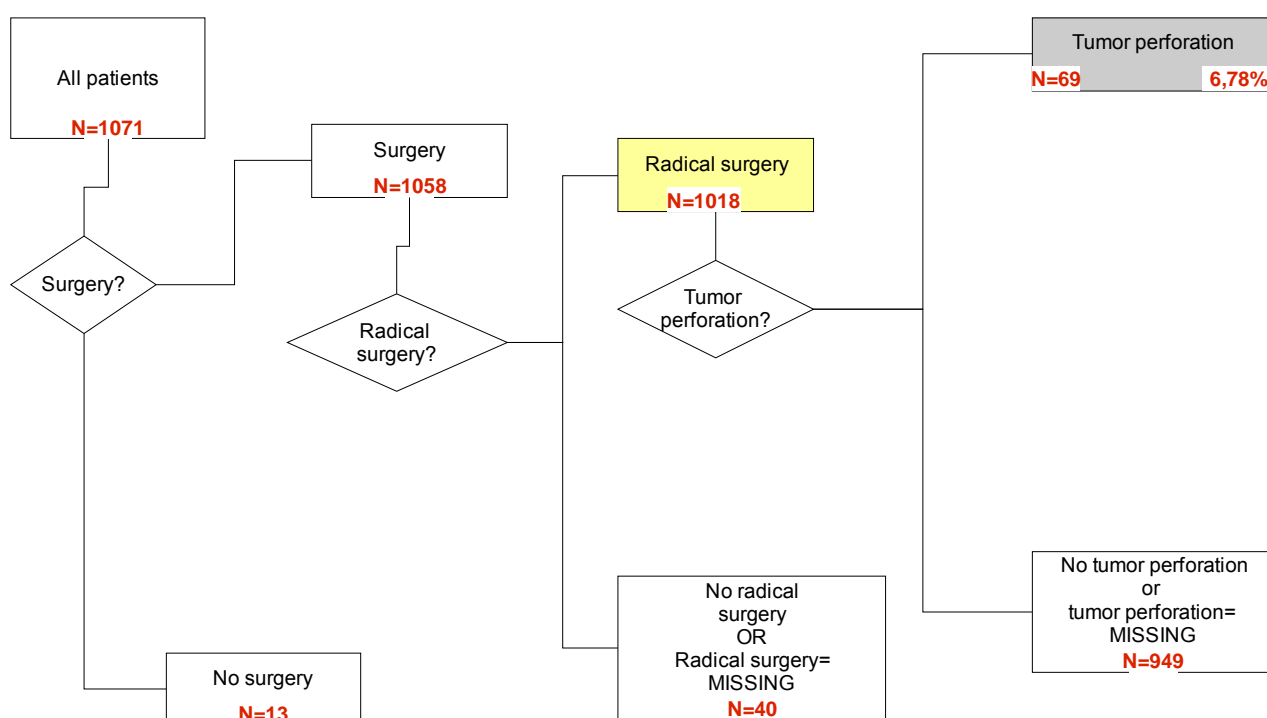 All patients
N=1071
Surgery?
No surgery
N=13
Surgery
N=1058
Radical
surgery?
Radical surgery
N=1018
No radical
surgery
OR
Radical surgery=
MISSING
N=40
Tumor
perforation?
Tumor perforation
N=69 6,78%
No tumor perforation
or
tumor perforation=
MISSING
N=949